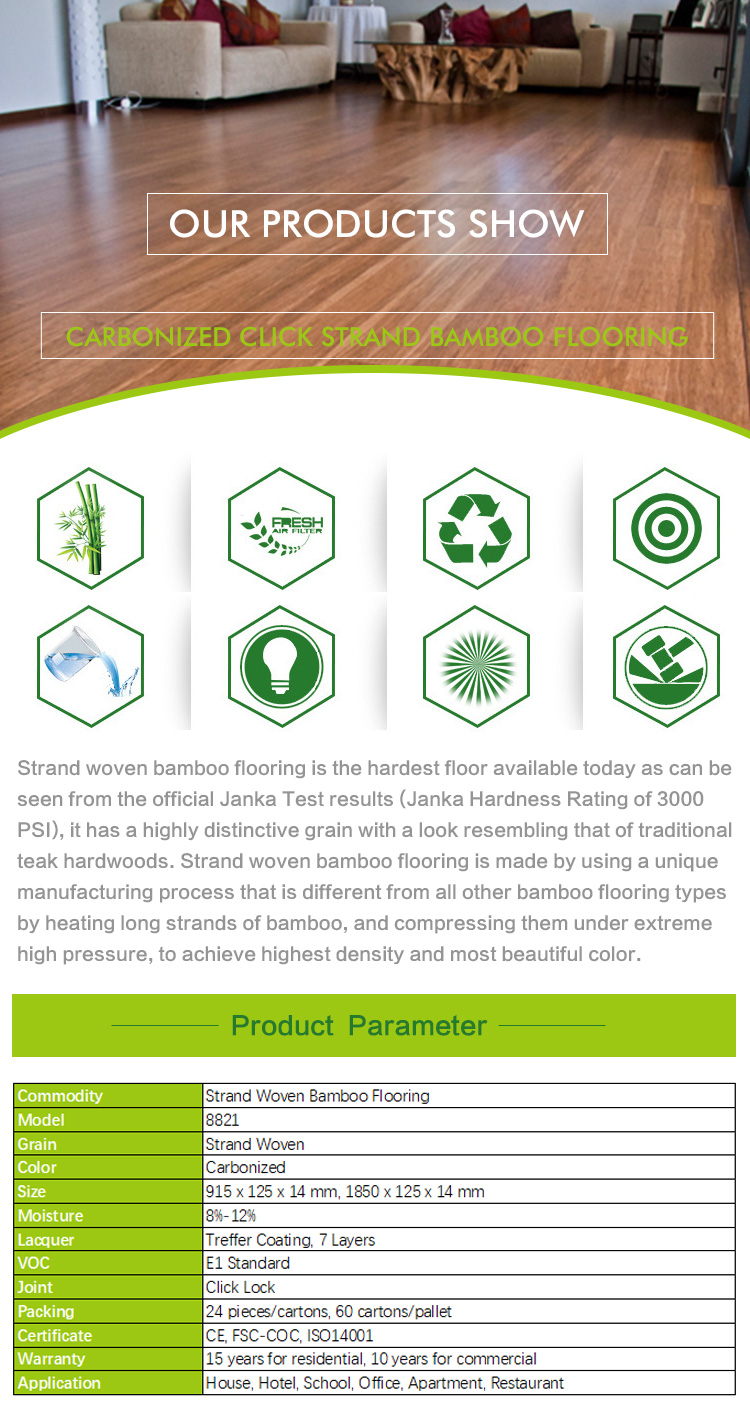 OUR PRODUCTS SHOW
CARBONIZED CLICK STRAND BAMBOO FLOORING
FRESH
AIR FILTER
Strand woven bamboo flooring is the hardest floor available today as can be
seen from the official Janka Test results (Janka Hardness Rating of 3000
PSI), it has a highly distinctive grain with a look resembling that of traditional
teak hardwoods. Strand woven bamboo flooring is made by using a unique
manufacturing process that is different from all other bamboo flooring types
by heating long strands of bamboo, and compressing them under extreme
high pressure, to achieve highest density and most beautiful color.
Product Parameter
Commodity Strand Woven Bamboo Flooring
Model 8821
Grain Strand Woven
Color Carbonized
Size 915 x 125 x 14 mm, 1850 x 125 x 14 mm
Moisture 8%-12%
Lacquer Treffer Coating, 7 Layers
VOC E1 Standard
Joint Click Lock
Packing 24 pieces/cartons, 60 cartons/pallet
Certificate CE, FSC-COC, ISO14001
Warranty 15 years for residential, 10 years for commercial
Application House, Hotel, School, Office, Apartment, Restaurant